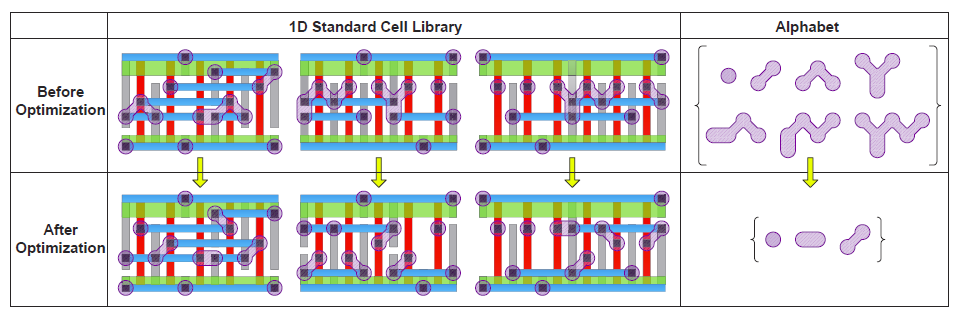 1D Standard Cell Library
Alphabet
Before
Optimization
After
Optimization